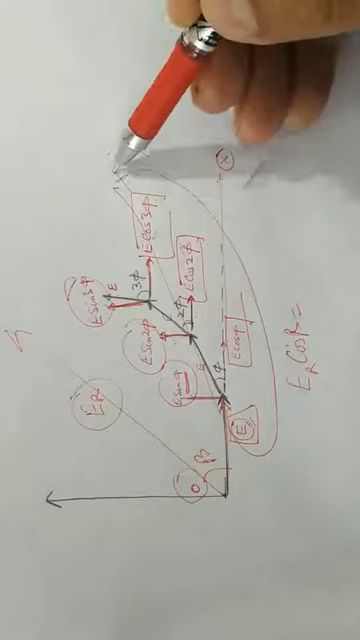 E
Esin3φ
3φ
Ecos3φ
E
Esin2φ
2φ
Ecos2φ
E
Esinφ
φ
Ecosφ
E_R
E
O
β
x
E_R Cosβ =